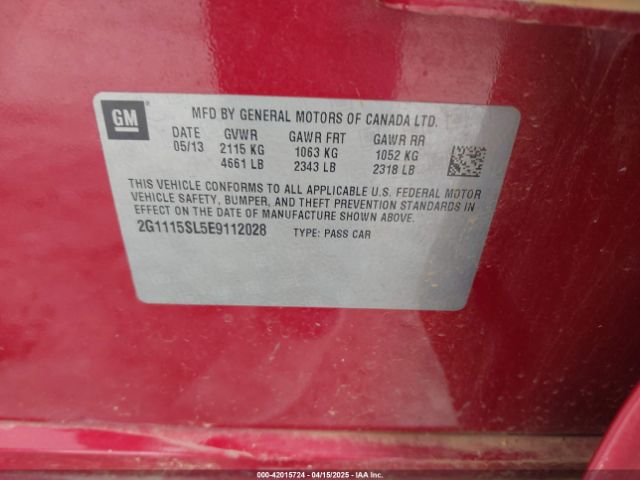 GM
MFD BY GENERAL MOTORS OF CANADA LTD.
DATE GVWR GAWR FRT GAWR RR
05/13 2115 KG 1063 KG 1052 KG
4661 LB 2343 LB 2318 LB
THIS VEHICLE CONFORMS TO ALL APPLICABLE U.S. FEDERAL MOTOR
VEHICLE SAFETY, BUMPER, AND THEFT PREVENTION STANDARDS IN
EFFECT ON THE DATE OF MANUFACTURE SHOWN ABOVE.
2G1115SL5E9112028 TYPE: PASS CAR
000-42015724 - 04/15/2025 - IAA Inc.